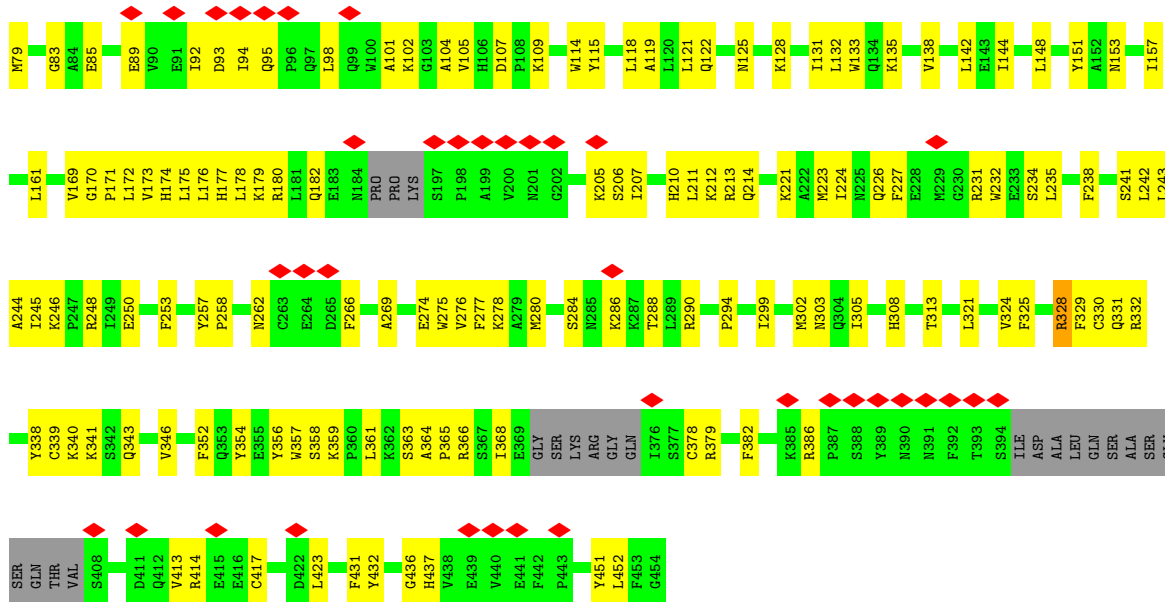 M79 G83 A84 E85 E89 V90 E91 I92 D93 I94 Q95 P96 Q97 L98 Q99 W100 A101 K102 G103 A104 V105 H106 D107 P108 K109 W114 Y115 L118 A119 L120 L121 Q122 N125 K128 I131 L132 W133 Q134 K135 V138 L142 E143 I144 L148 Y151 A152 N153 I157
L161 V169 G170 P171 L172 V173 H174 L175 L176 H177 L178 K179 R180 L181 Q182 E183 N184 PRO PRO LYS S197 P198 A199 V200 N201 G202 K205 S206 I207 H210 L211 K212 R213 Q214 K221 A222 M223 I224 N225 Q226 F227 E228 M229 G230 R231 W232 E233 S234 L235 F238 S241 L242 L243
A244 I245 K246 P247 R248 I249 E250 F253 Y257 P258 N262 C263 E264 D265 F266 A269 E274 W275 V276 F277 K278 A279 M280 S284 N285 K286 K287 T288 L289 R290 P294 I299 M302 N303 Q304 I305 H308 T313 L321 V324 F325 R328 F329 C330 Q331 R332
Y338 C339 K340 K341 S342 Q343 V346 F352 Q353 Y354 E355 Y356 W357 S358 K359 P360 L361 K362 S363 A364 P365 R366 S367 I368 E369 GLY SER LYS ARG GLY GLN I376 S377 C378 R379 F382 K385 R386 P387 S388 Y389 N390 N391 F392 T393 S394 ILE ASP ALA LEU GLN SER ALA SER
SER GLN THR VAL S408 D411 Q412 V413 R414 E415 E416 C417 D422 L423 F431 Y432 G436 H437 V438 E439 V440 E441 F442 P443 Y451 L452 F453 G454